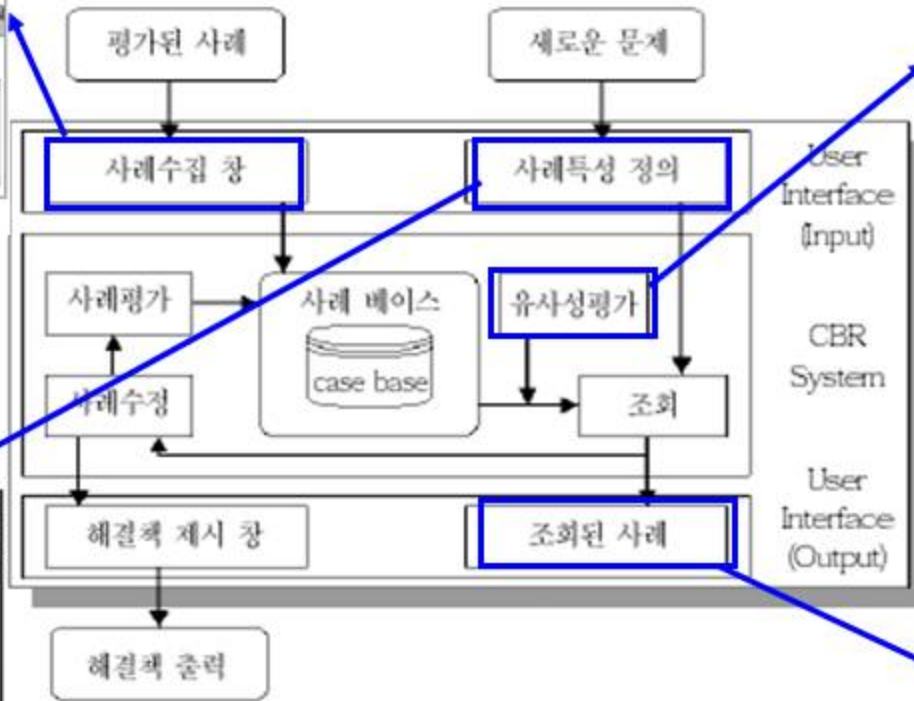 평가된 사례
새로운 문제
사례수집 창
사례특성 정의
User
Interface
(Input)
사례평가
사례 베이스
유사성평가
case base
CBR
System
사례수정
조회
User
Interface
(Output)
해결책 제시 창
조회된 사례
해결책 출력